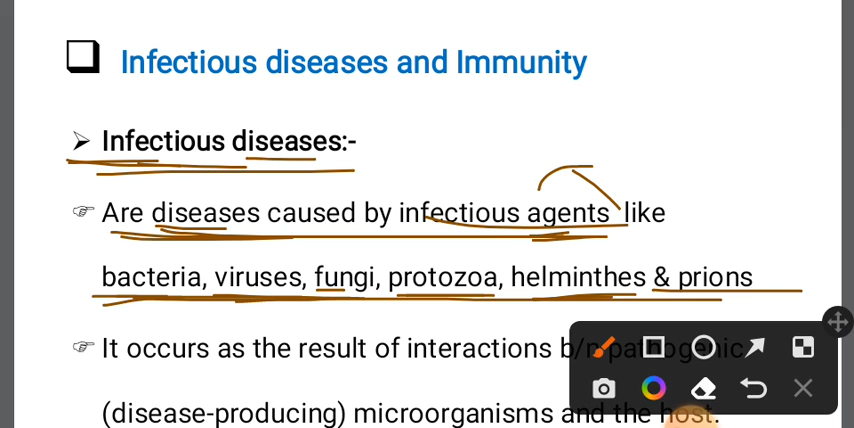 Infectious diseases and Immunity
Infectious diseases:-
Are diseases caused by infectious agents like
bacteria, viruses, fungi, protozoa, helminthes & prions
It occurs as the result of interactions b/n pathogenic
(disease-producing) microorganisms and the host.